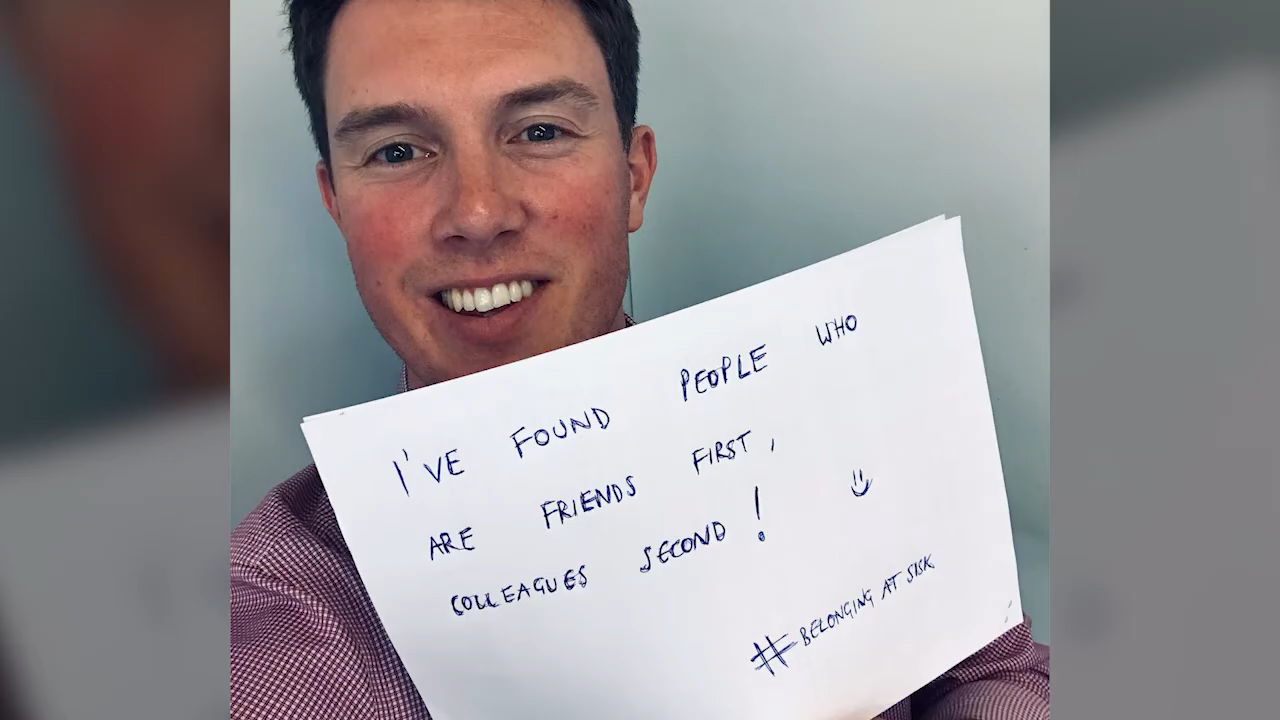 I'VE FOUND PEOPLE WHO
ARE FRIENDS FIRST,
COLLEAGUES SECOND!
#BELONGING AT SISK